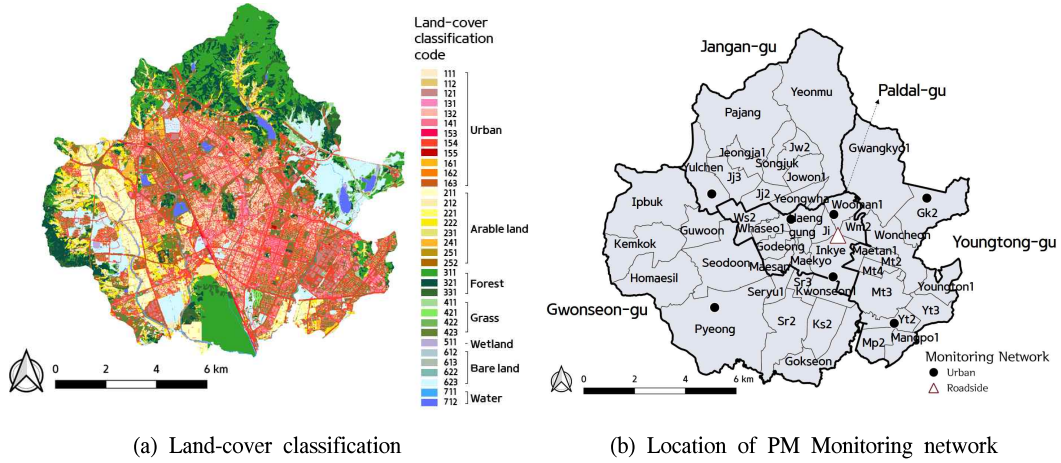 Land-cover
classification
code
111
112
121
131
132
141
153
154
155
161
162
163
Urban
211
212
221
222
231
241
251
252
Arable land
311
321
331
Forest
411
421
422
423
Grass
511
Wetland
612
613
622
623
Bare land
711
712
Water
0 2 4 6 km
Jangan-gu
Paldal-gu
Youngtong-gu
Gwonseon-gu
Yeonmu
Pajang
Gwangkyo1
Jw2
Jeongja1
Songjuk
Yulchen
Jj3
Jowon1
Jj2
Yeongwha
Ipbuk
Wooman1
Gk2
Ws2
Haeng
gung
Ji
Wm2
Guwoon
Whaseo1
Woncheon
Kemkok
Godeong
Inkye
Maetan1
Seodoon
Maesan
Maekyo
Mt2
Mt4
Homaesil
Sr3
Seryu1
Kwonseon1
Mt3
Youngton1
Pyeong
Sr2
Ks2
Yt2
Yt3
Mp2
Mangpo1
Gokseon
Monitoring Network
Urban
Roadside
0 2 4 6 km
(a) Land-cover classification
(b) Location of PM Monitoring network